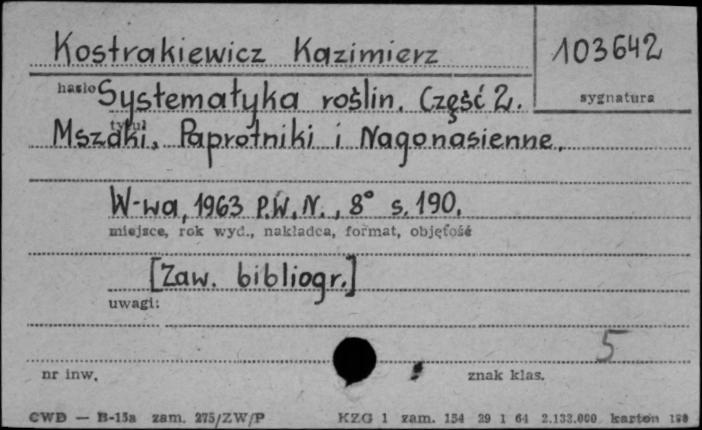 Kostrakiewicz Kazimierz
103642
hasło
sygnatura
Systematyka roślin. Część 2.
tytuł
Mszaki, Paprotniki i Nagonasienne.
W-wa, 1963 P.W.N., 8° s. 190.
miejsce, rok wyd., nakładca, format, objętość
[Zaw. bibliogr.]
uwagi:
5
nr inw.
znak klas.
CWD — B-15a zam. 275/ZW/P KZG 1 zam. 154 29 1 64 2.133.000 karton